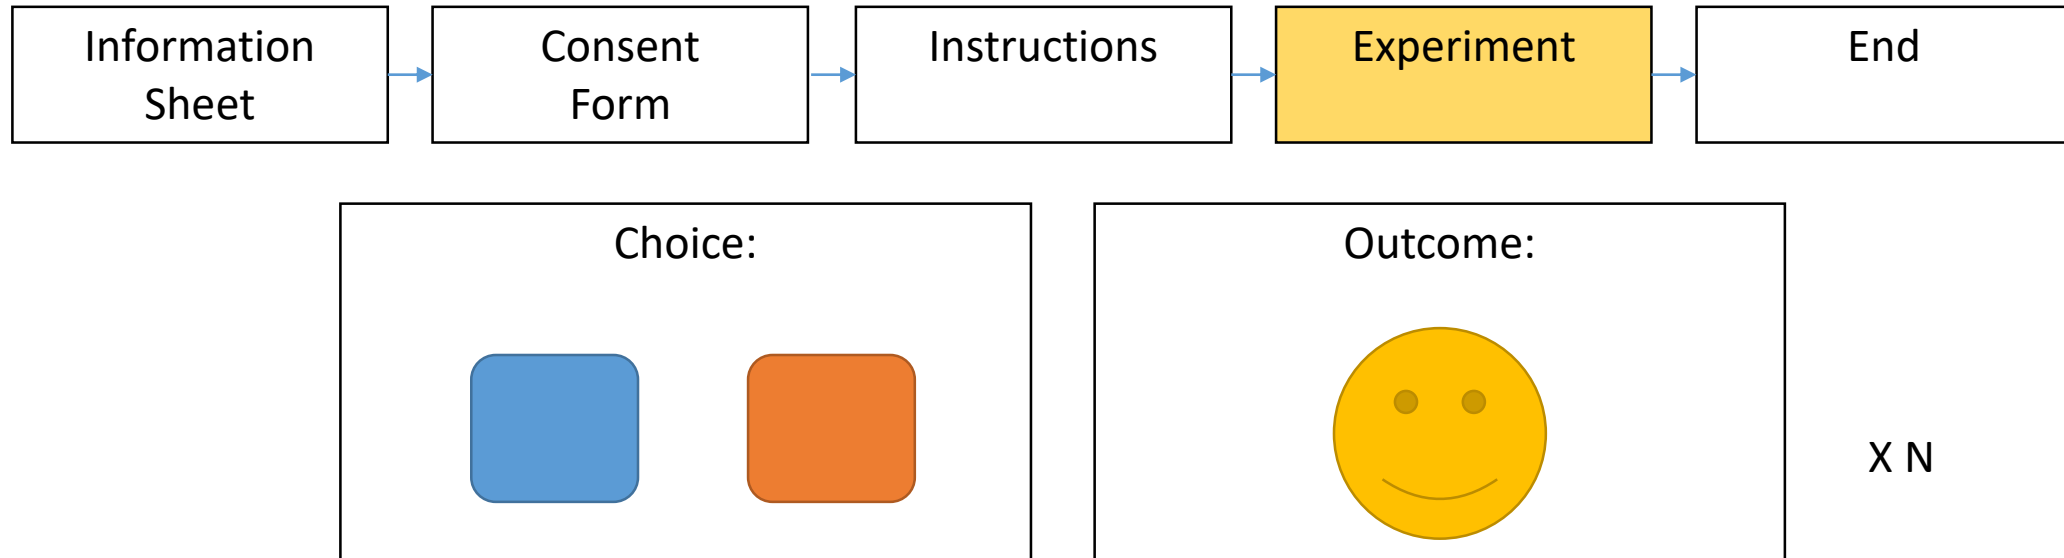 Information
Sheet
Consent
Form
Instructions
Experiment
End
Choice:
Outcome:
X N